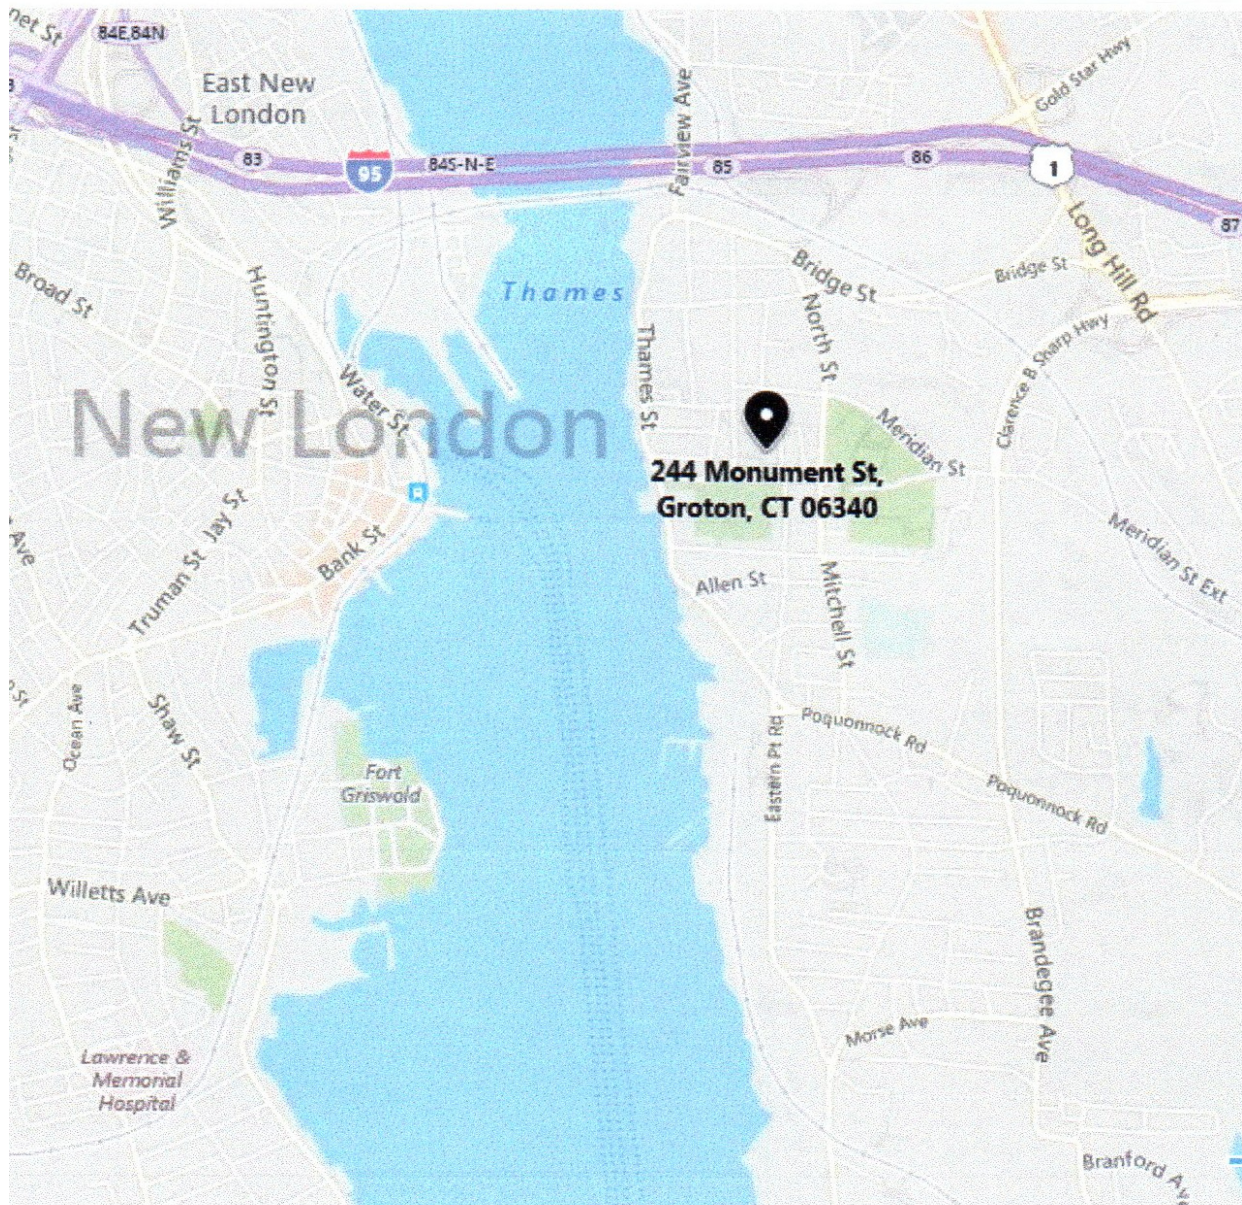 84E,84N
East New
London
Williams St
83
95
84S-N-E
Fairview Ave
85
86
1
Gold Star Hwy
87
Long Hill Rd
Broad St
Huntington St
Thames
Bridge St
Bridge St
North St
Thames St
Water St
New London
Clarence B Sharp Hwy
Meridian St
244 Monument St,
Groton, CT 06340
Jay St
Bank St
Truman St
Ave
Allen St
Mitchell St
Meridian St Ext
St
Ocean Ave
Shaw St
Fort
Griswold
Eastern Pt Rd
Poquonnock Rd
Poquonnock Rd
Willetts Ave
Brandegee Ave
Morse Ave
Lawrence &
Memorial
Hospital
Branford Av